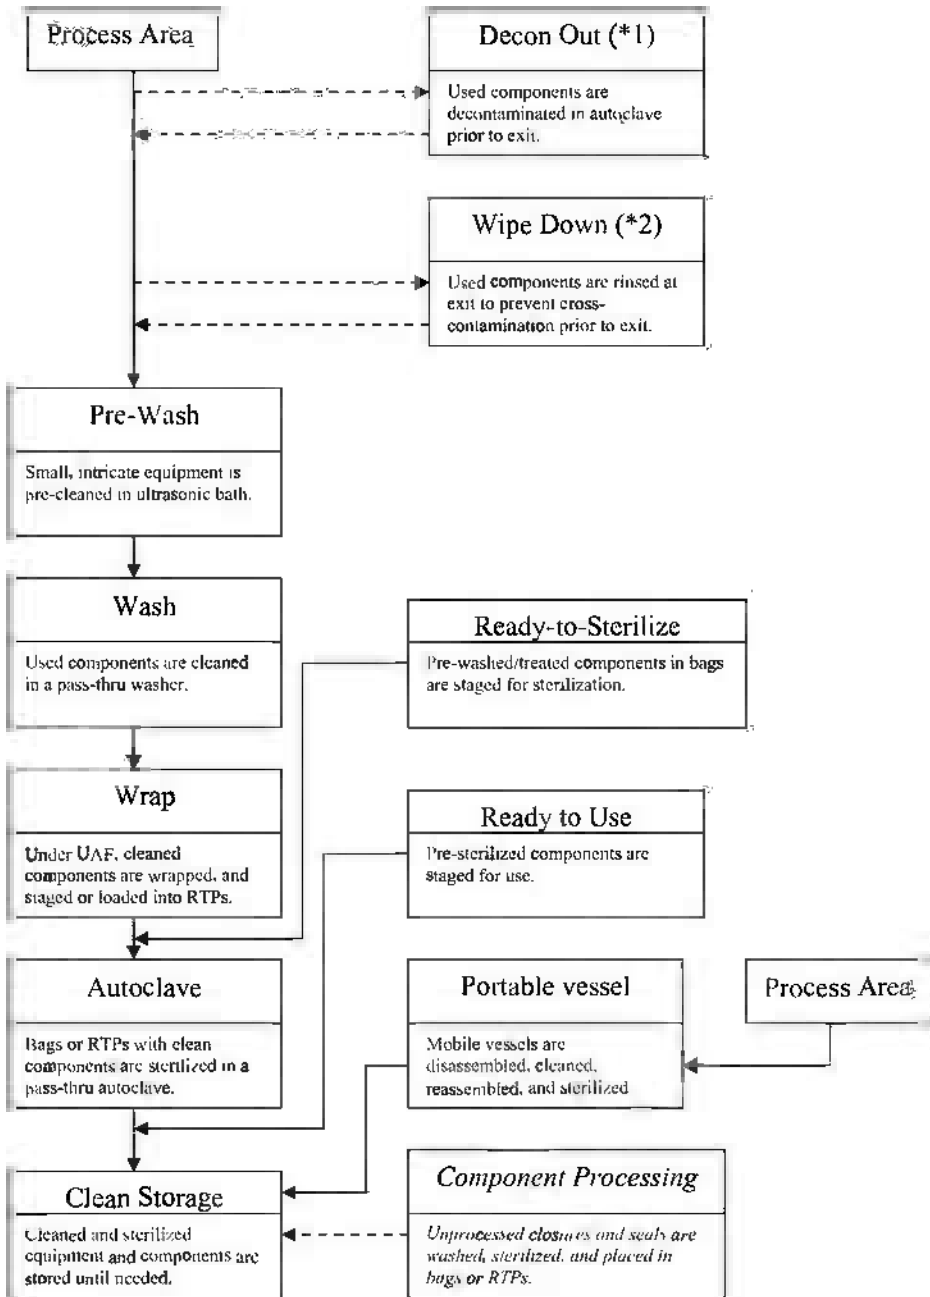 Process Area
Decon Out (*1)
Used components are
decontaminated in autoclave
prior to exit.
Wipe Down (*2)
Used components are rinsed at
exit to prevent cross-
contamination prior to exit.
Pre-Wash
Small, intricate equipment is
pre-cleaned in ultrasonic bath.
Wash
Used components are cleaned
in a pass-thru washer.
Ready-to-Sterilize
Pre-washed/treated components in bags
are staged for sterilization.
Wrap
Under UAF, cleaned
components are wrapped, and
staged or loaded into RTPs.
Ready to Use
Pre-sterilized components are
staged for use.
Autoclave
Bags or RTPs with clean
components are sterilized in a
pass-thru autoclave.
Portable vessel
Mobile vessels are
disassembled, cleaned,
reassembled, and sterilized
Process Area
Clean Storage
Cleaned and sterilized
equipment and components are
stored until needed.
Component Processing
Unprocessed closures and seals are
washed, sterilized, and placed in
bags or RTPs.